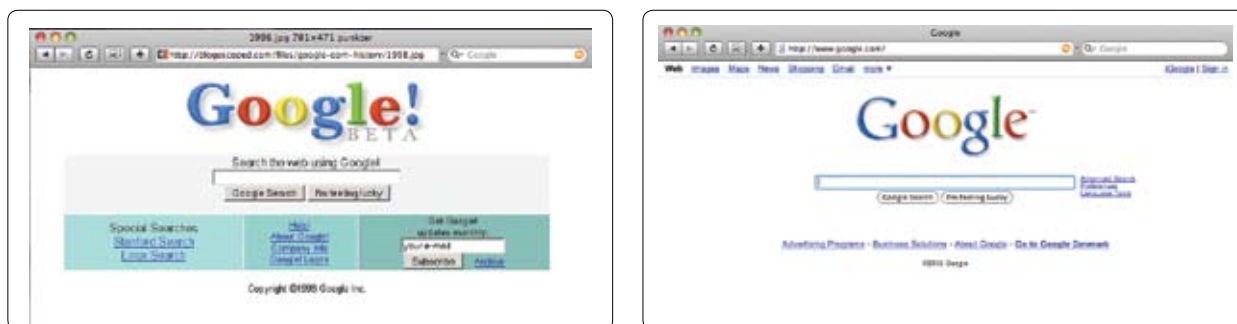 1998.jpg 781×471 pixlar
http://blogoscoped.com/files/google-com-history/1998.jpg
Google
Google!
BETA
Search the web using Google!
Google Search
I'm feeling lucky
Special Searches
Stanford Search
Linux Search
Help!
About Google!
Company Info
Google! Logos
Get Google!
updates monthly:
your e-mail
Subscribe
Archive
Copyright ©1998 Google Inc.
Google
http://www.google.com/
Google
Web Images Maps News Shopping Gmail more ▼
iGoogle | Sign in
Google™
Advanced Search
Preferences
Language Tools
Google Search
I'm Feeling Lucky
Advertising Programs - Business Solutions - About Google - Go to Google Danmark
Google